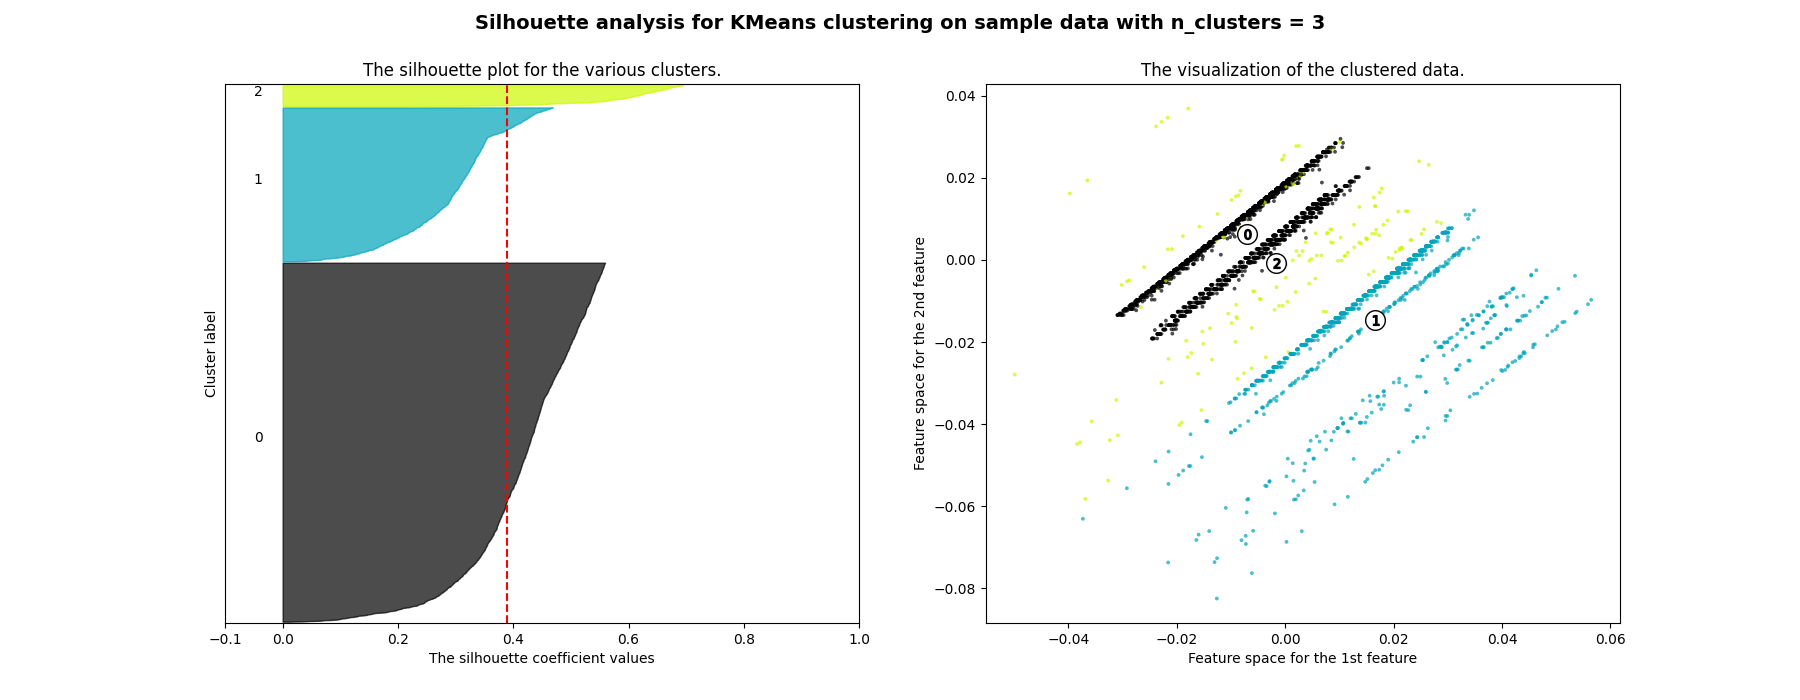 Silhouette analysis for KMeans clustering on sample data with n_clusters = 3
The silhouette plot for the various clusters.
2
1
0
Cluster label
−0.1 0.0 0.2 0.4 0.6 0.8 1.0
The silhouette coefficient values
The visualization of the clustered data.
0.04
0.02
0.00
−0.02
−0.04
−0.06
−0.08
Feature space for the 2nd feature
0
2
1
−0.04 −0.02 0.00 0.02 0.04 0.06
Feature space for the 1st feature